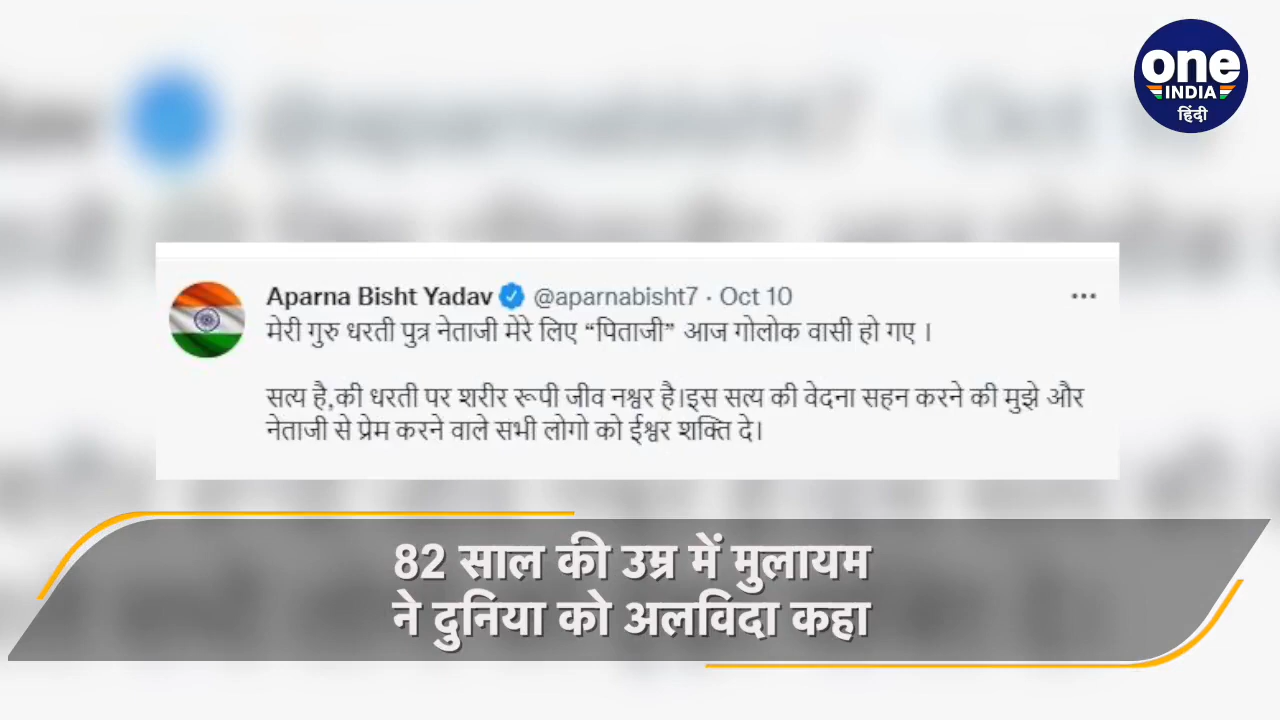 one
INDIA
हिंदी
Aparna Bisht Yadav @aparnabisht7 · Oct 10
मेरी गुरु धरती पुत्र नेताजी मेरे लिए “पिताजी” आज गोलोक वासी हो गए ।
सत्य है,की धरती पर शरीर रूपी जीव नश्वर है।इस सत्य की वेदना सहन करने की मुझे और
नेताजी से प्रेम करने वाले सभी लोगो को ईश्वर शक्ति दे।
82 साल की उम्र में मुलायम
ने दुनिया को अलविदा कहा